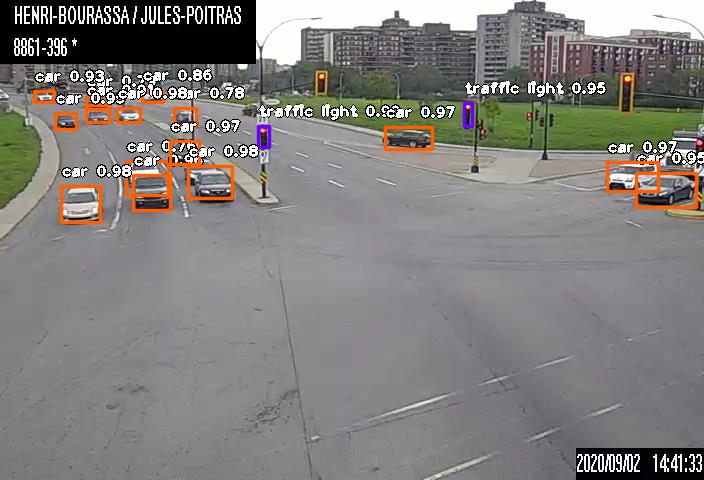 HENRI-BOURASSA / JULES-POITRAS
8861-396 *
car 0.93
car 0.86
car 0.98
car 0.78
traffic light 0.95
car 0.97
traffic light
car 0.97
car 0.97
car 0.98
car 0.95
car 0.98
2020/09/02 14:41:33